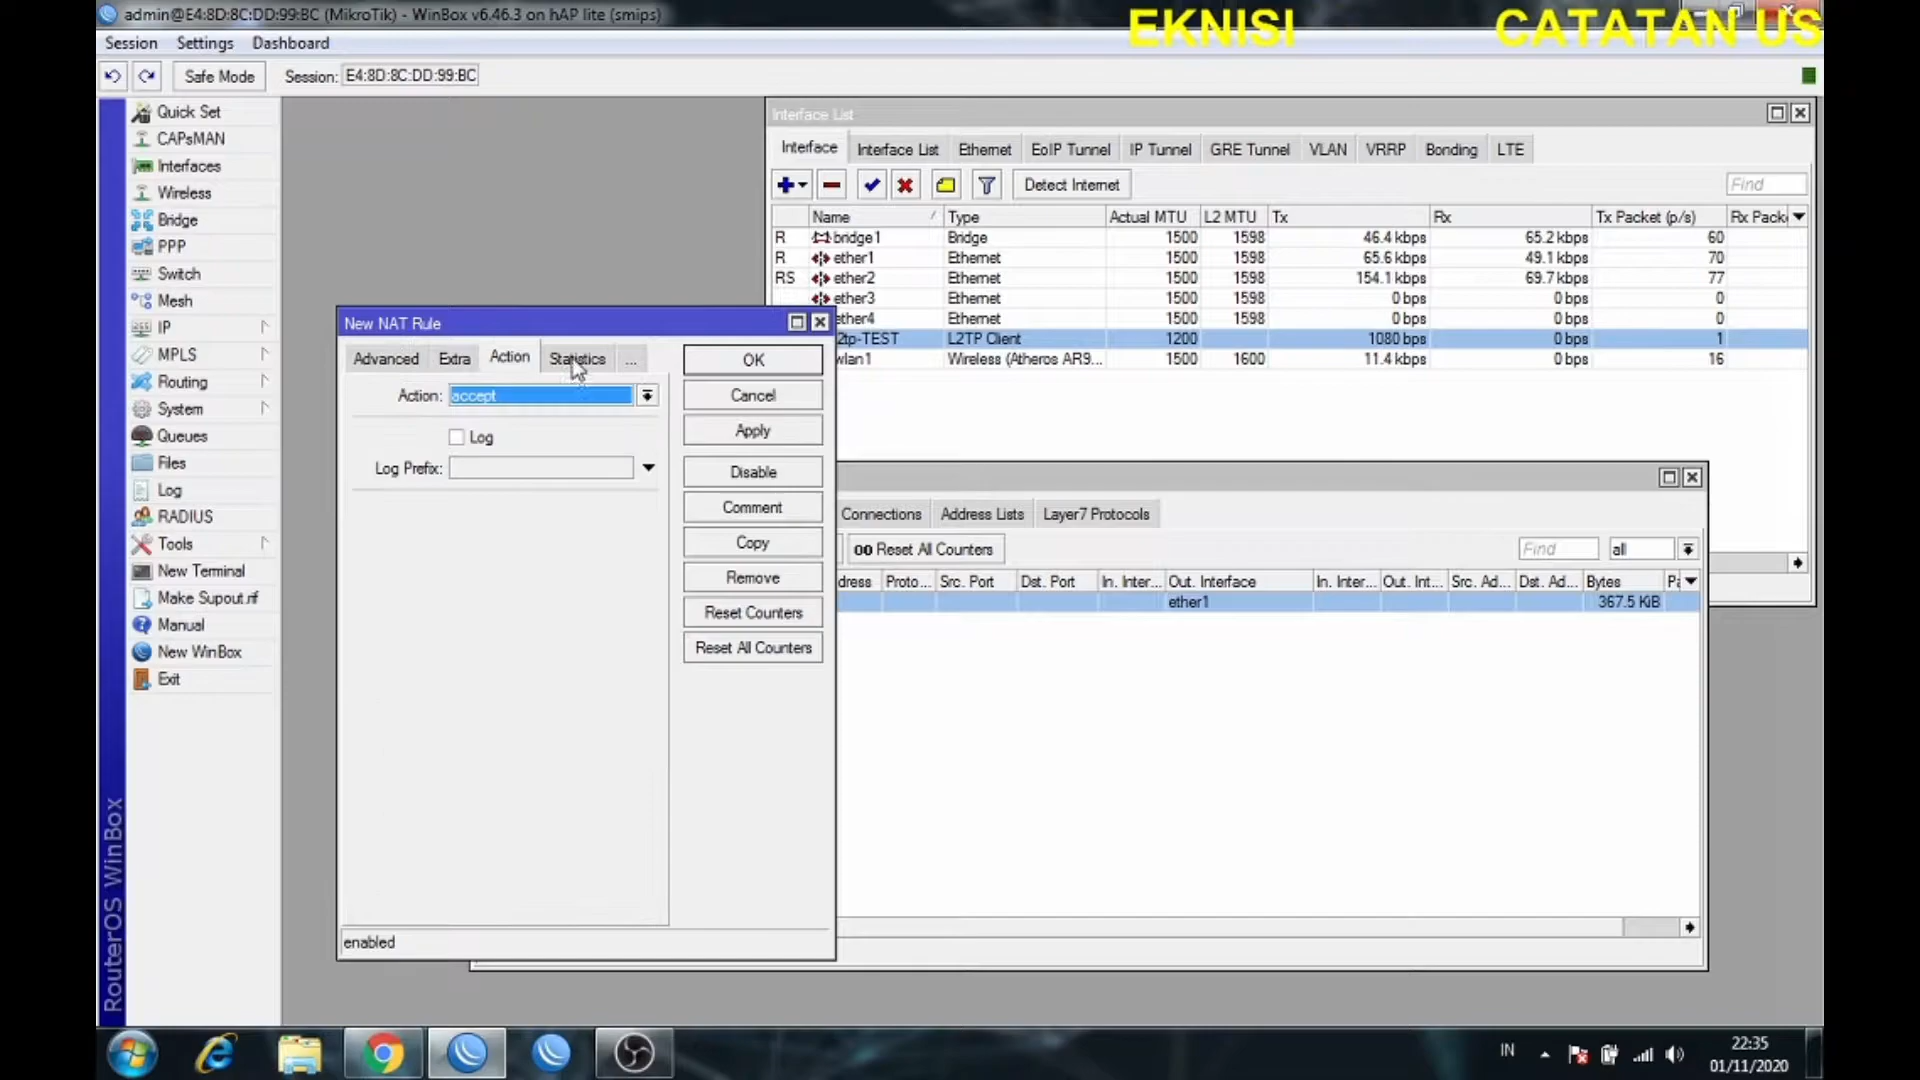 admin@E4:8D:8C:DD:99:BC (MikroTik) - WinBox v6.46.3 on hAP lite (smips)
EKNISI CATATAN US
Session Settings Dashboard
Safe Mode Session: E4:8D:8C:DD:99:BC
Quick Set
CAPsMAN
Interfaces
Wireless
Bridge
PPP
Switch
Mesh
IP
MPLS
Routing
System
Queues
Files
Log
RADIUS
Tools
New Terminal
Make Supout.rif
Manual
New WinBox
Exit
RouterOS WinBox
Interface List
Interface Interface List Ethernet EoIP Tunnel IP Tunnel GRE Tunnel VLAN VRRP Bonding LTE
Detect Internet Find
Name / Type Actual MTU L2 MTU Tx Rx Tx Packet (p/s) Rx Pack
R bridge1 Bridge 1500 1598 46.4 kbps 65.2 kbps 60
R ether1 Ethernet 1500 1598 65.6 kbps 49.1 kbps 70
RS ether2 Ethernet 1500 1598 154.1 kbps 69.7 kbps 77
ether3 Ethernet 1500 1598 0 bps 0 bps 0
ether4 Ethernet 1500 1598 0 bps 0 bps 0
2tp-TEST L2TP Client 1200 1080 bps 0 bps 1
wlan1 Wireless (Atheros AR9... 1500 1600 11.4 kbps 0 bps 16
New NAT Rule
Advanced Extra Action Statistics ...
Action: accept
Log
Log Prefix:
OK
Cancel
Apply
Disable
Comment
Copy
Remove
Reset Counters
Reset All Counters
enabled
Connections Address Lists Layer7 Protocols
00 Reset All Counters Find all
dress Proto... Src. Port Dst. Port In. Inter... Out. Interface In. Inter... Out. Int... Src. Ad... Dst. Ad... Bytes Pa
ether1 367.5 KiB
IN 22:35
01/11/2020